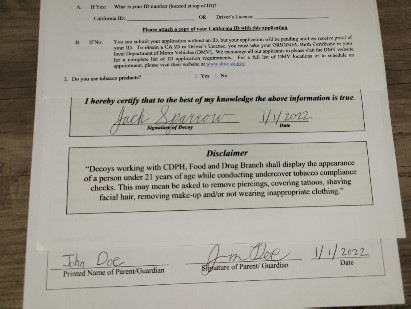 A. If Yes: What is your ID number (located at top of ID)?
California ID: OR Driver's License
Please attach a copy of your California ID with this application
B. If No: You can submit your application without an ID, but your application will be pending until we receive proof of
your ID. To obtain a CA ID or Driver's License, you must take your ORIGINAL Birth Certificate to your
local Department of Motor Vehicles (DMV). We encourage all our applicants to please visit the DMV website
for a complete list of ID application requirements. For a full list of DMV locations or to schedule an
appointment, please visit their website at www.dmv.ca.gov
2. Do you use tobacco products? Yes No
I hereby certify that to the best of my knowledge the above information is true.
Jack Sparrow 1/1/2022
Signature of Decoy Date
Disclaimer
"Decoys working with CDPH, Food and Drug Branch shall display the appearance
of a person under 21 years of age while conducting undercover tobacco compliance
checks. This may mean be asked to remove piercings, covering tattoos, shaving
facial hair, removing make-up and/or not wearing inappropriate clothing."
John Doe Jim Doe 1/1/2022
Printed Name of Parent/Guardian Signature of Parent/ Guardian Date